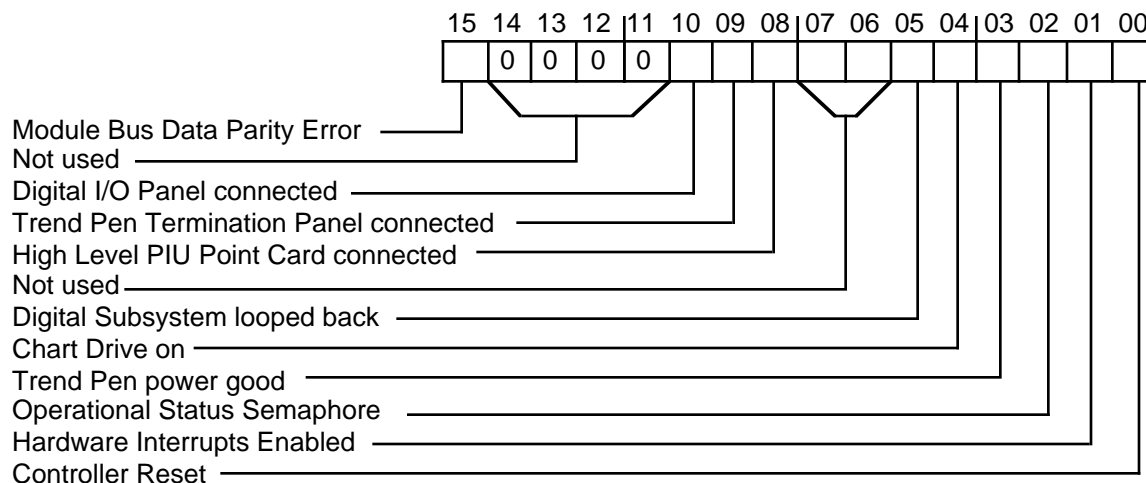 15 14 13 12 11 10 09 08 07 06 05 04 03 02 01 00
0 0 0 0
Module Bus Data Parity Error
Not used
Digital I/O Panel connected
Trend Pen Termination Panel connected
High Level PIU Point Card connected
Not used
Digital Subsystem looped back
Chart Drive on
Trend Pen power good
Operational Status Semaphore
Hardware Interrupts Enabled
Controller Reset